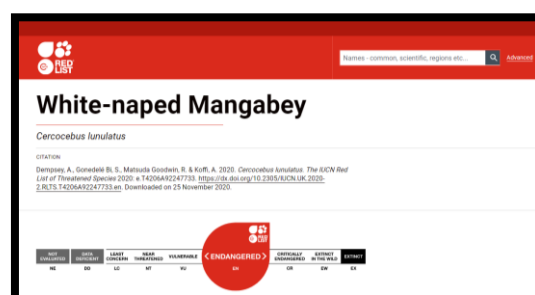 RED
LIST
Names - common, scientific, regions etc...
Advanced
White-naped Mangabey
Cercocebus lunulatus
CITATION
Dempsey, A., Gonedelé Bi, S., Matsuda Goodwin, R. & Koffi, A. 2020. Cercocebus lunulatus. The IUCN Red
List of Threatened Species 2020: e.T4206A92247733. https://dx.doi.org/10.2305/IUCN.UK.2020-
2.RLTS.T4206A92247733.en. Downloaded on 25 November 2020.
NOT EVALUATED
DATA DEFICIENT
LEAST CONCERN
NEAR THREATENED
VULNERABLE
<ENDANGERED>
CRITICALLY ENDANGERED
EXTINCT IN THE WILD
EXTINCT
NE
DD
LC
NT
VU
EN
CR
EW
EX